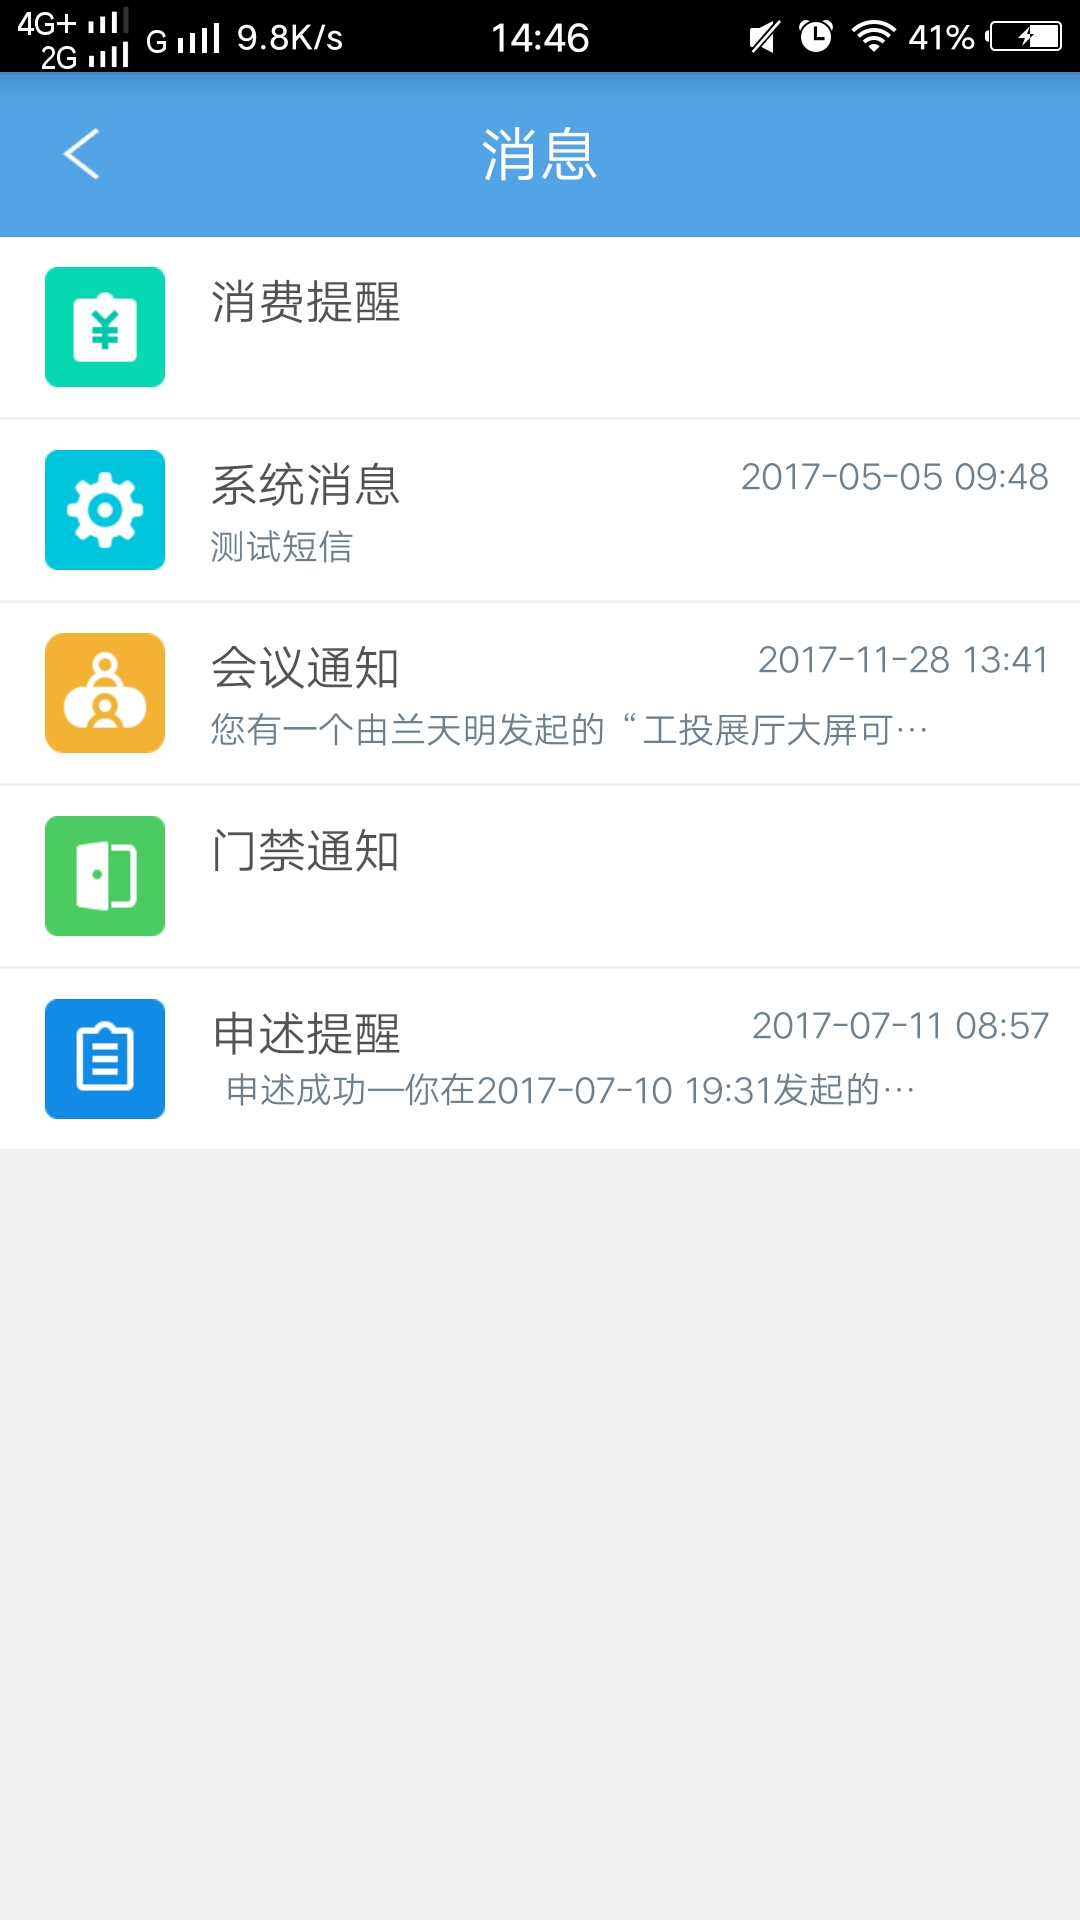 4G+ G 9.8K/s 14:46 41%
2G
消息
消费提醒
系统消息 2017-05-05 09:48
测试短信
会议通知 2017-11-28 13:41
您有一个由兰天明发起的“工投展厅大屏可…
门禁通知
申述提醒 2017-07-11 08:57
申述成功—你在2017-07-10 19:31发起的…